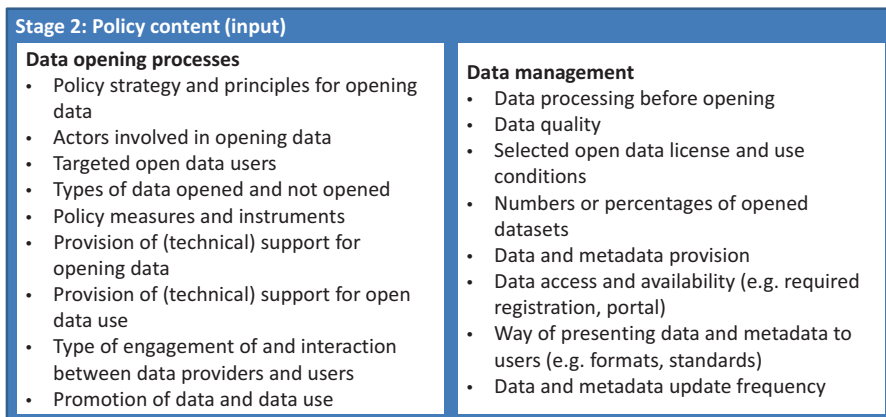 Stage 2: Policy content (input)
Data opening processes
• Policy strategy and principles for opening
data
• Actors involved in opening data
• Targeted open data users
• Types of data opened and not opened
• Policy measures and instruments
• Provision of (technical) support for
opening data
• Provision of (technical) support for open
data use
• Type of engagement of and interaction
between data providers and users
• Promotion of data and data use
Data management
• Data processing before opening
• Data quality
• Selected open data license and use
conditions
• Numbers or percentages of opened
datasets
• Data and metadata provision
• Data access and availability (e.g. required
registration, portal)
• Way of presenting data and metadata to
users (e.g. formats, standards)
• Data and metadata update frequency